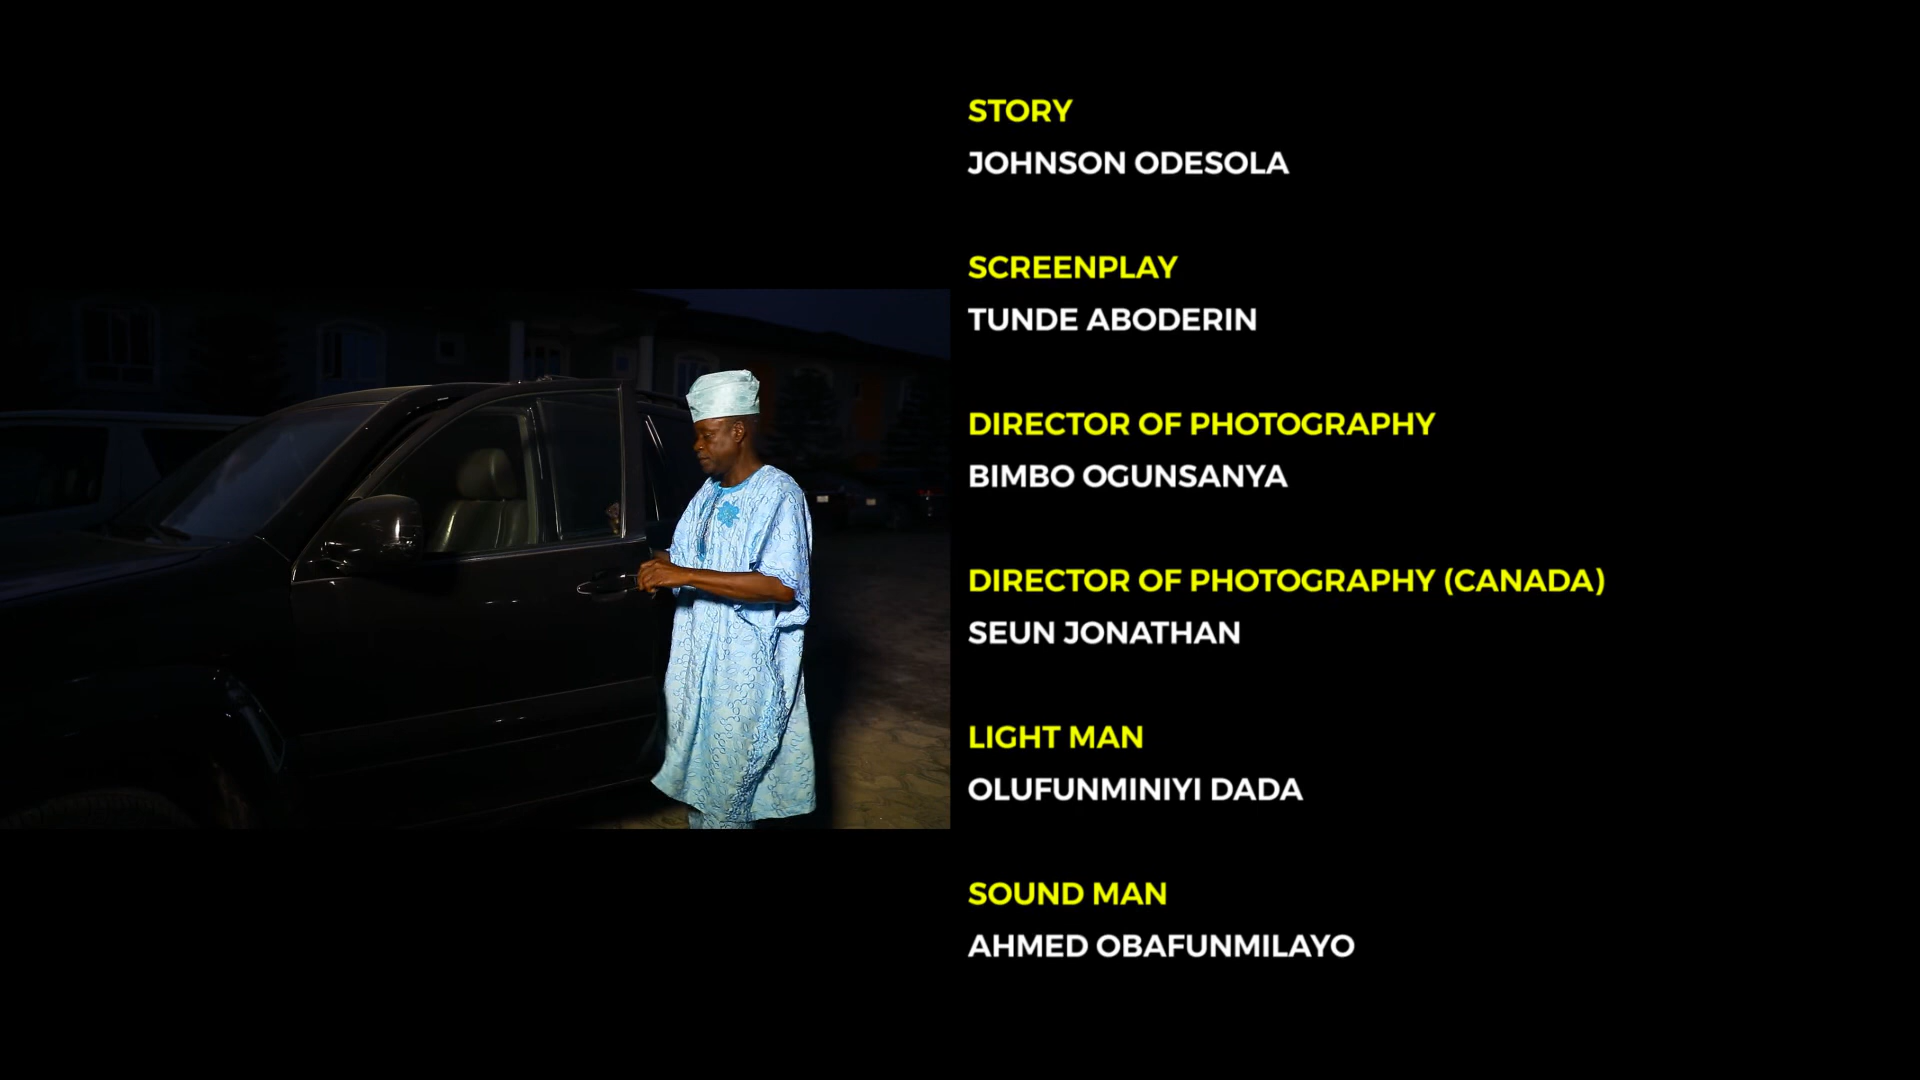 STORY
JOHNSON ODESOLA
SCREENPLAY
TUNDE ABODERIN
DIRECTOR OF PHOTOGRAPHY
BIMBO OGUNSANYA
DIRECTOR OF PHOTOGRAPHY (CANADA)
SEUN JONATHAN
LIGHT MAN
OLUFUNMINIYI DADA
SOUND MAN
AHMED OBAFUNMILAYO